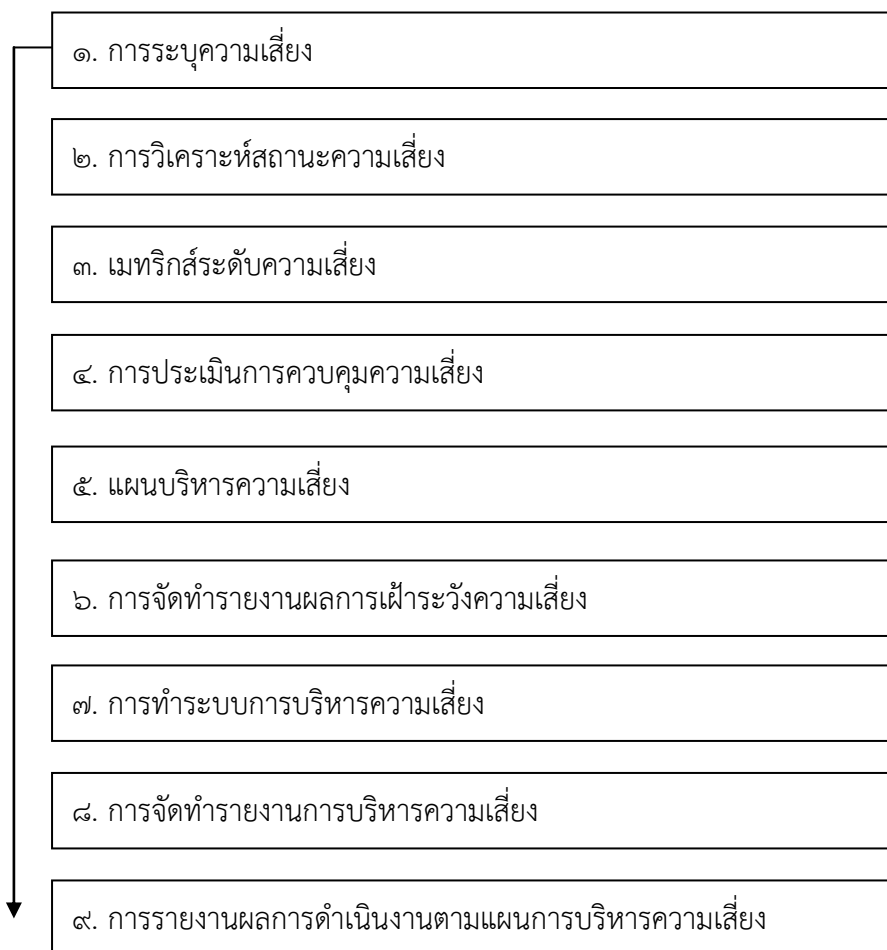 ๑. การระบุความเสี่ยง
๒. การวิเคราะห์สถานะความเสี่ยง
๓. เมทริกส์ระดับความเสี่ยง
๔. การประเมินการควบคุมความเสี่ยง
๕. แผนบริหารความเสี่ยง
๖. การจัดทำรายงานผลการเฝ้าระวังความเสี่ยง
๗. การทำระบบการบริหารความเสี่ยง
๘. การจัดทำรายงานการบริหารความเสี่ยง
๙. การรายงานผลการดำเนินงานตามแผนการบริหารความเสี่ยง